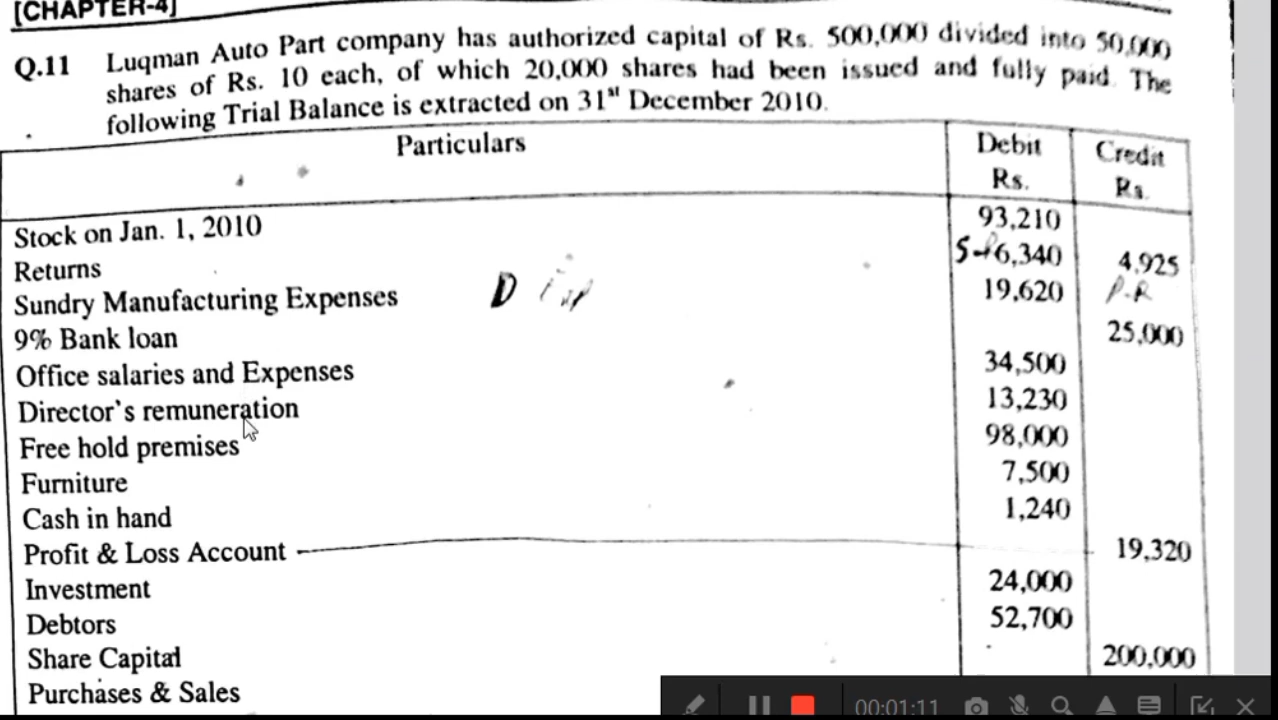 [CHAPTER-4]
Q.11 Luqman Auto Part company has authorized capital of Rs. 500,000 divided into 50,000
shares of Rs. 10 each, of which 20,000 shares had been issued and fully paid. The
following Trial Balance is extracted on 31st December 2010.
Particulars Debit Rs. Credit Rs.
Stock on Jan. 1, 2010 93,210
Returns 6,340 4,925
Sundry Manufacturing Expenses D 19,620 P-R
9% Bank loan 25,000
Office salaries and Expenses 34,500
Director's remuneration 13,230
Free hold premises 98,000
Furniture 7,500
Cash in hand 1,240
Profit & Loss Account 19,320
Investment 24,000
Debtors 52,700
Share Capital 200,000
Purchases & Sales
00:01:11